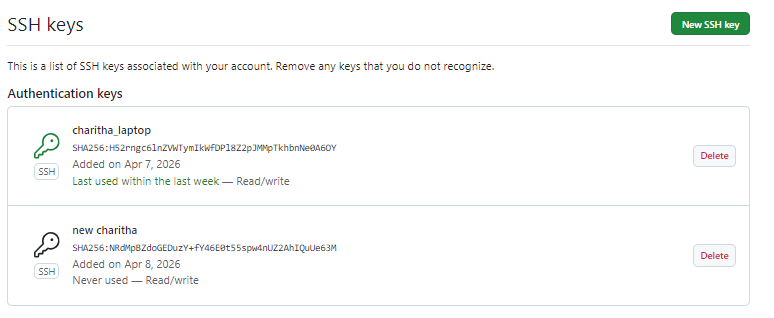 SSH keys
New SSH key
This is a list of SSH keys associated with your account. Remove any keys that you do not recognize.
Authentication keys
charitha_laptop
SHA256:H52rngc6lnZVWTymIkWfDPl8Z2pJMMpTkhbnNe0A6OY
Added on Apr 7, 2026
Last used within the last week — Read/write
SSH
Delete
new charitha
SHA256:NRdMpBZdoGEDuzY+fY46E0t55spw4nUZ2AhIQuUe63M
Added on Apr 8, 2026
Never used — Read/write
SSH
Delete